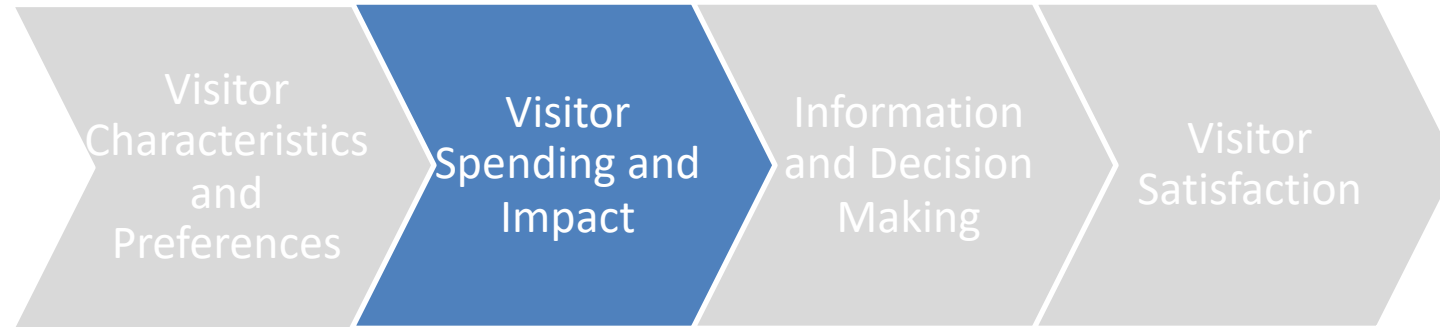 Visitor
Characteristics
and
Preferences
Visitor
Spending and
Impact
Information
and Decision
Making
Visitor
Satisfaction